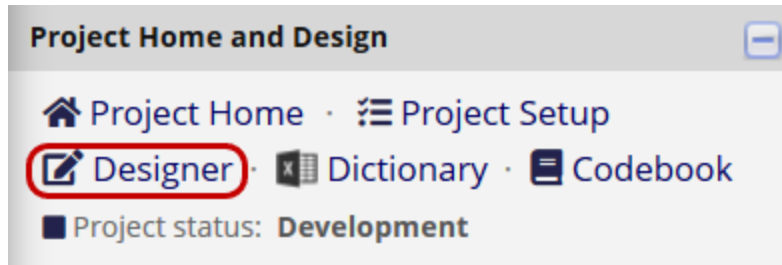 Project Home and Design
Project Home · Project Setup
Designer · Dictionary · Codebook
Project status: Development